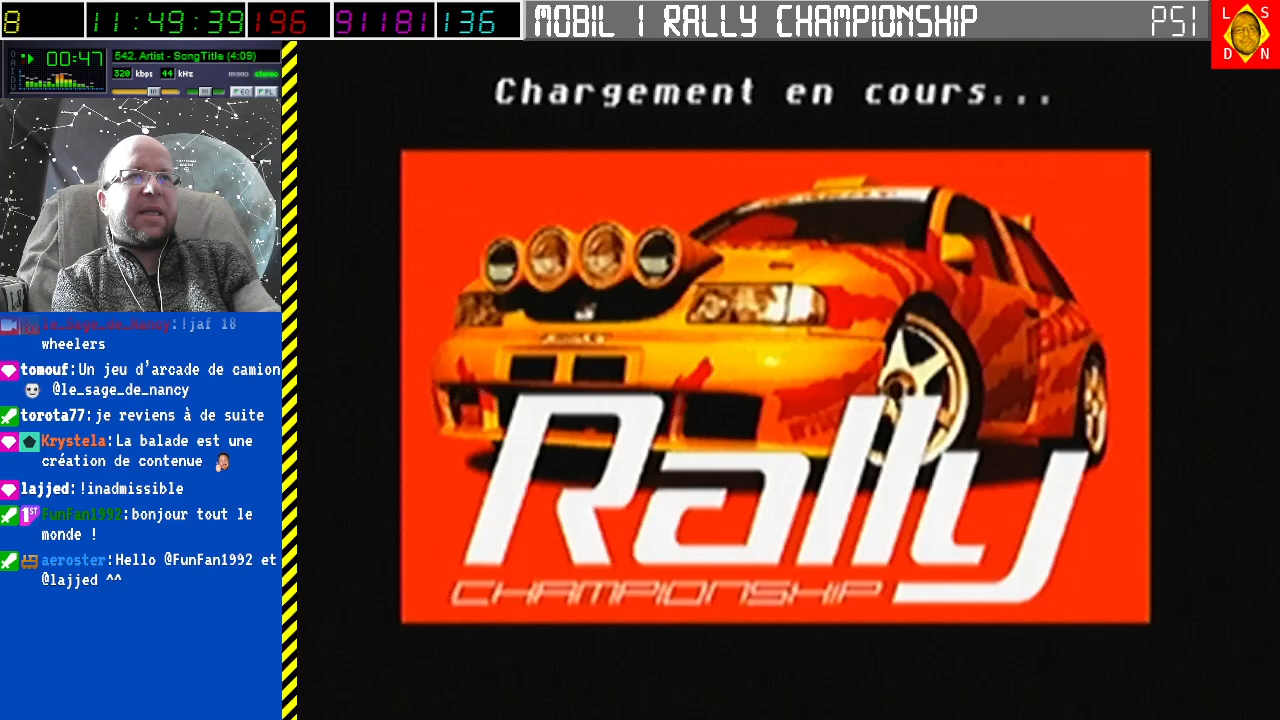 8 11:49:39 196 91181 136 MOBIL 1 RALLY CHAMPIONSHIP PS1
L S
D N
00:47 542. Artist - SongTitle (4:09)
320 kbps 44 kHz mono stereo
EQ PL
Chargement en cours...
Rally
CHAMPIONSHIP
le_Sage_de_Nancy: !jaf 18
wheelers
tomouf: Un jeu d'arcade de camion
@le_sage_de_nancy
torota77: je reviens à de suite
Krystela: La balade est une
création de contenue
lajjed: !inadmissible
1ST FunFan1992: bonjour tout le
monde !
aeroster: Hello @FunFan1992 et
@lajjed ^^